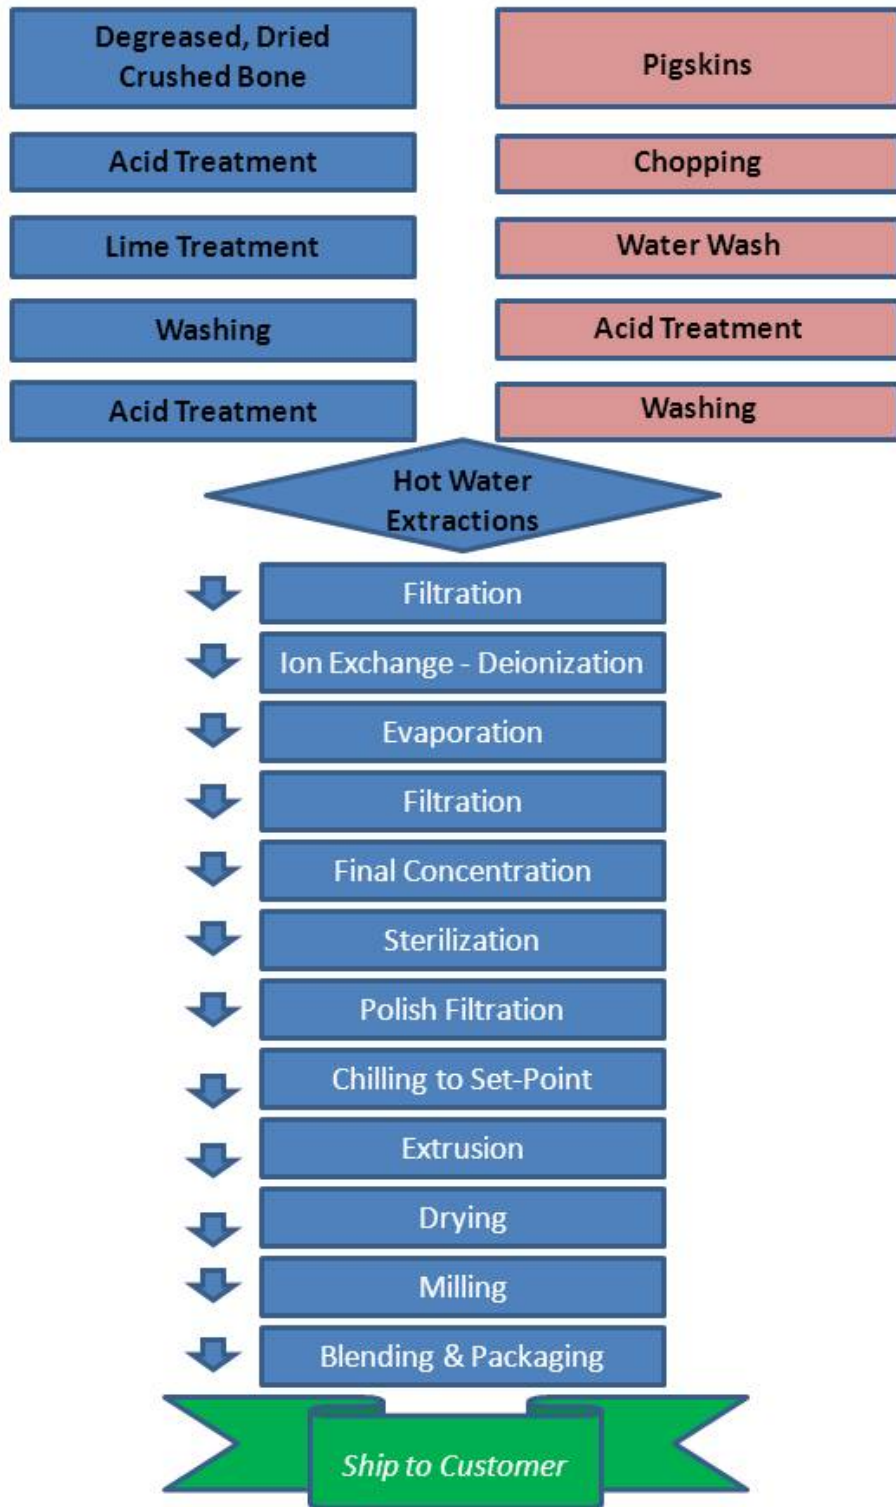 Degreased, Dried
Crushed Bone
Acid Treatment
Lime Treatment
Washing
Acid Treatment
Pigskins
Chopping
Water Wash
Acid Treatment
Washing
Hot Water
Extractions
Filtration
Ion Exchange - Deionization
Evaporation
Filtration
Final Concentration
Sterilization
Polish Filtration
Chilling to Set-Point
Extrusion
Drying
Milling
Blending & Packaging
Ship to Customer